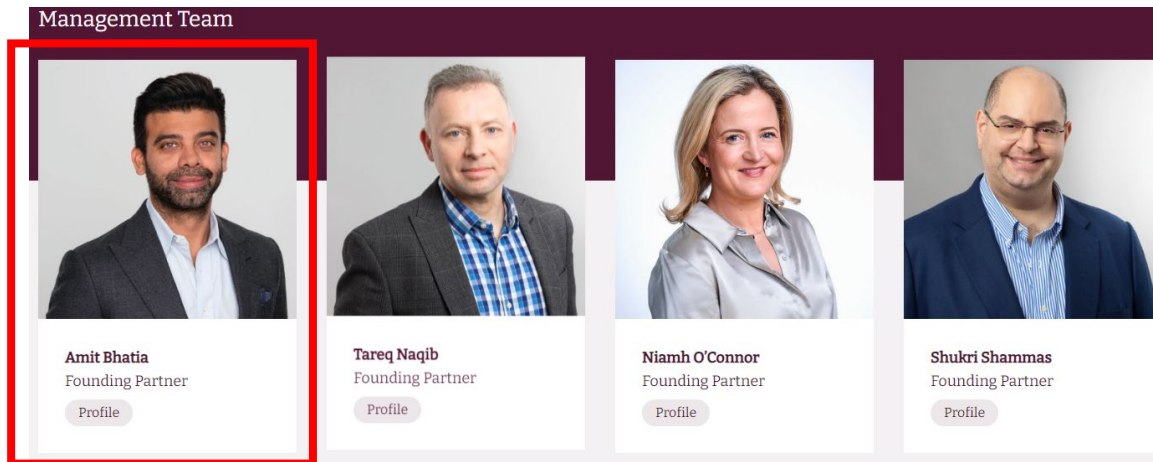 Management Team
Amit Bhatia
Founding Partner
Profile
Tareq Naqib
Founding Partner
Profile
Niamh O'Connor
Founding Partner
Profile
Shukri Shammas
Founding Partner
Profile